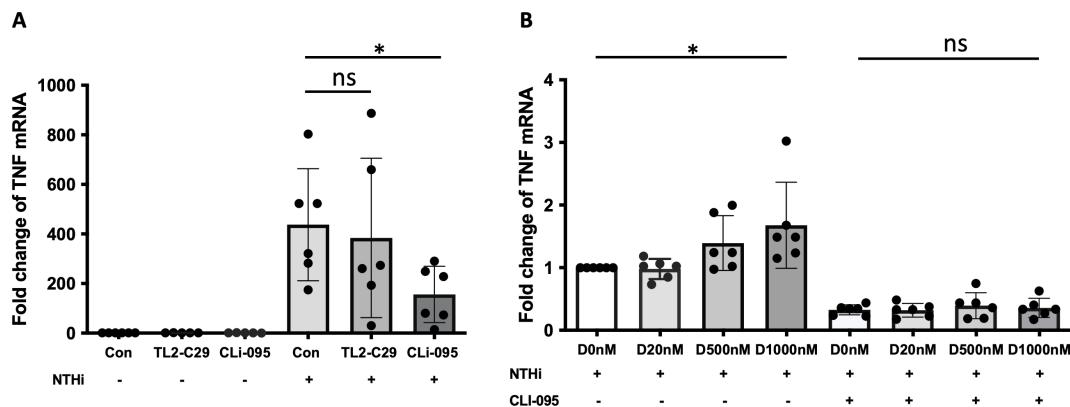 A
Fold change of TNF mRNA
1000
800
600
400
200
0
*
ns
Con TL2-C29 CLi-095 Con TL2-C29 CLi-095
NTHi - - - + + +
B
Fold change of TNF mRNA
4
3
2
1
0
* ns
D0nM D20nM D500nM D1000nM D0nM D20nM D500nM D1000nM
NTHi + + + + + + + +
CLI-095 - - - - + + + +